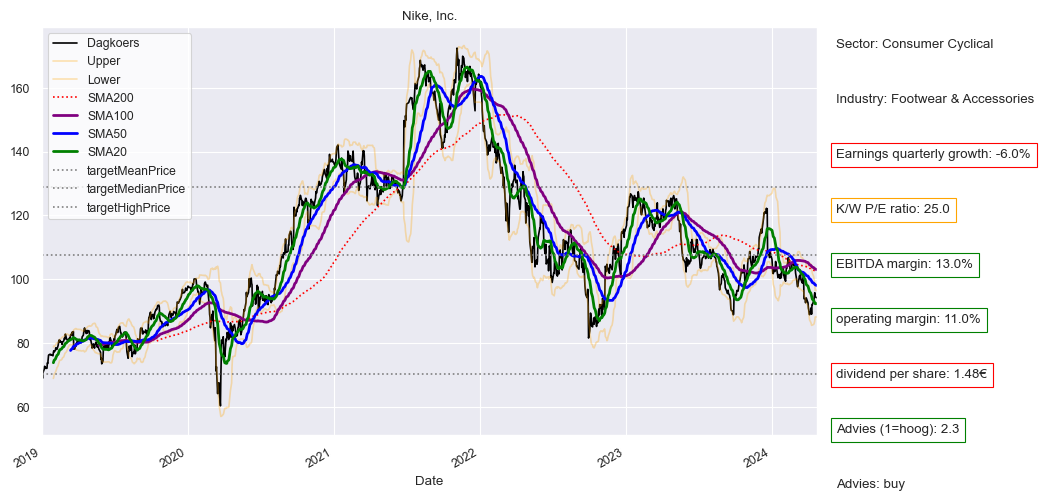 Nike, Inc.
Dagkoers
Upper
Lower
SMA200
SMA100
SMA50
SMA20
targetMeanPrice
targetMedianPrice
targetHighPrice
160
140
120
100
80
60
2019
2020
2021
2022
2023
2024
Date
Sector: Consumer Cyclical
Industry: Footwear & Accessories
Earnings quarterly growth: -6.0%
K/W P/E ratio: 25.0
EBITDA margin: 13.0%
operating margin: 11.0%
dividend per share: 1.48€
Advies (1=hoog): 2.3
Advies: buy